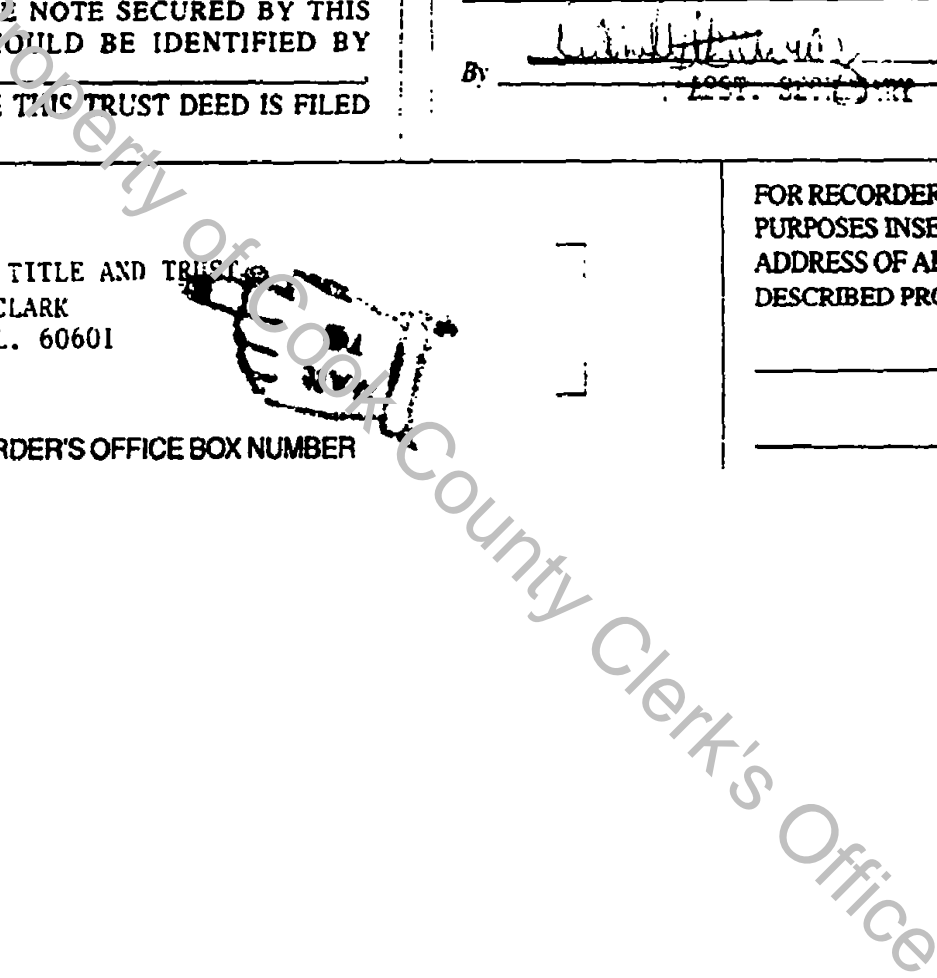 E NOTE SECURED BY THIS
OULD BE IDENTIFIED BY
E THIS TRUST DEED IS FILED
By
TITLE AND TRUST
CLARK
L. 60601
RDER'S OFFICE BOX NUMBER
FOR RECORDER
PURPOSES INSE
ADDRESS OF A
DESCRIBED PRO
roperty of Cook County Clerk's Office